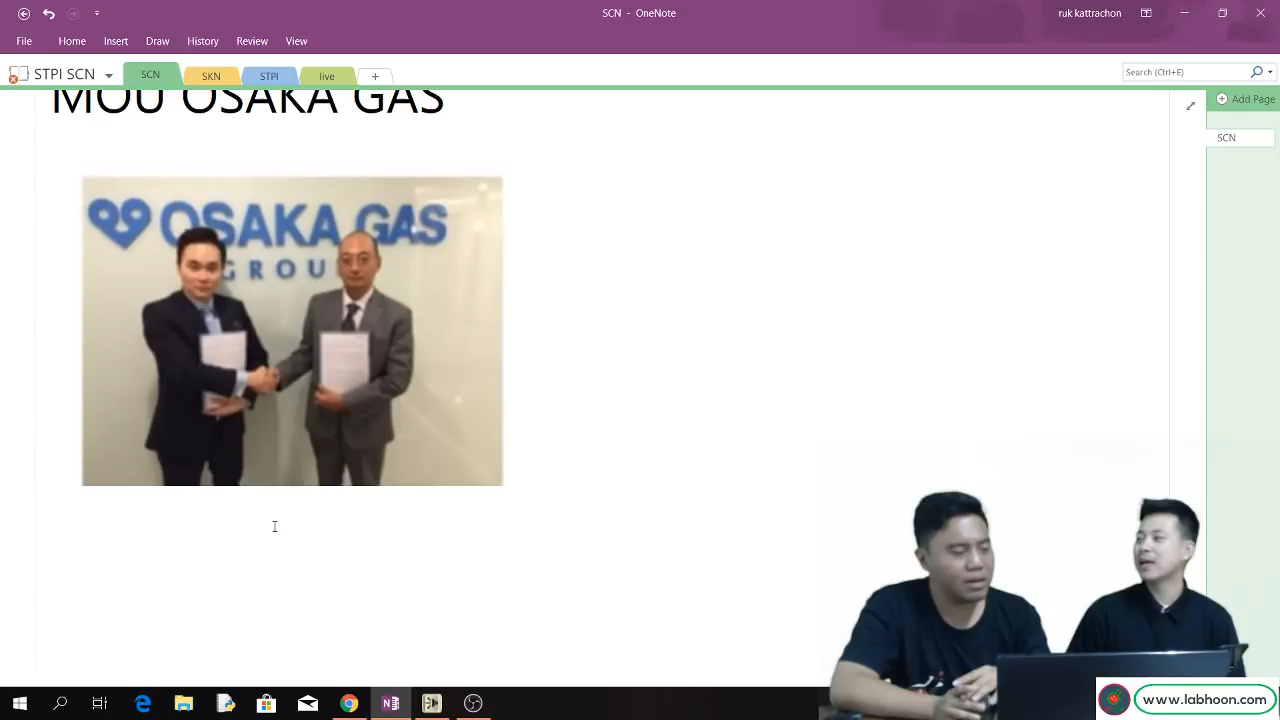 SCN - OneNote
ruk kattrachon
File
Home
Insert
Draw
History
Review
View
STPI SCN
SCN
SKN
STPI
live
Search (Ctrl+E)
MOU OSAKA GAS
Add Page
SCN
OSAKA GAS
GROUP
www.labhoon.com